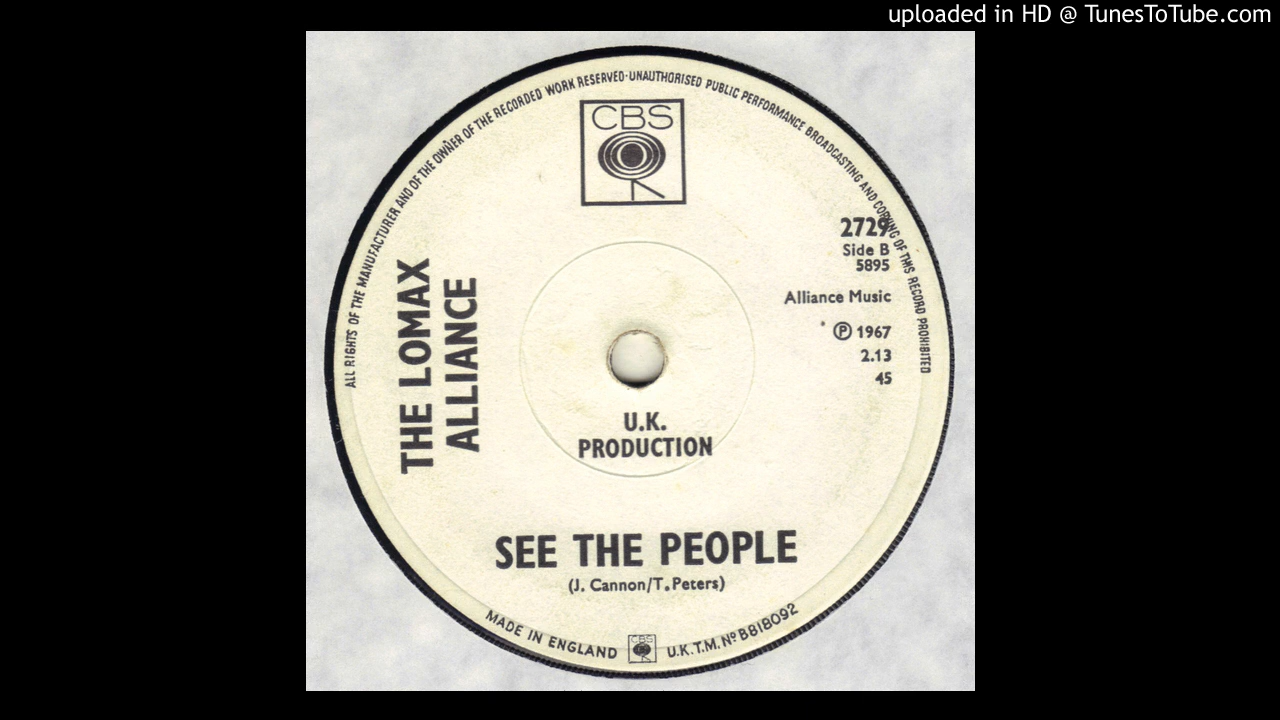 uploaded in HD @ TunesToTube.com
ALL RIGHTS OF THE MANUFACTURER AND OF THE OWNER OF THE RECORDED WORK RESERVED·UNAUTHORISED PUBLIC PERFORMANCE BROADCASTING AND COPYING OF THIS RECORD PROHIBITED
CBS
2729
Side B
5895
Alliance Music
℗ 1967
2.13
45
THE LOMAX
ALLIANCE
U.K.
PRODUCTION
SEE THE PEOPLE
(J. Cannon/T. Peters)
MADE IN ENGLAND CBS U.K.T.M. Nº B818092